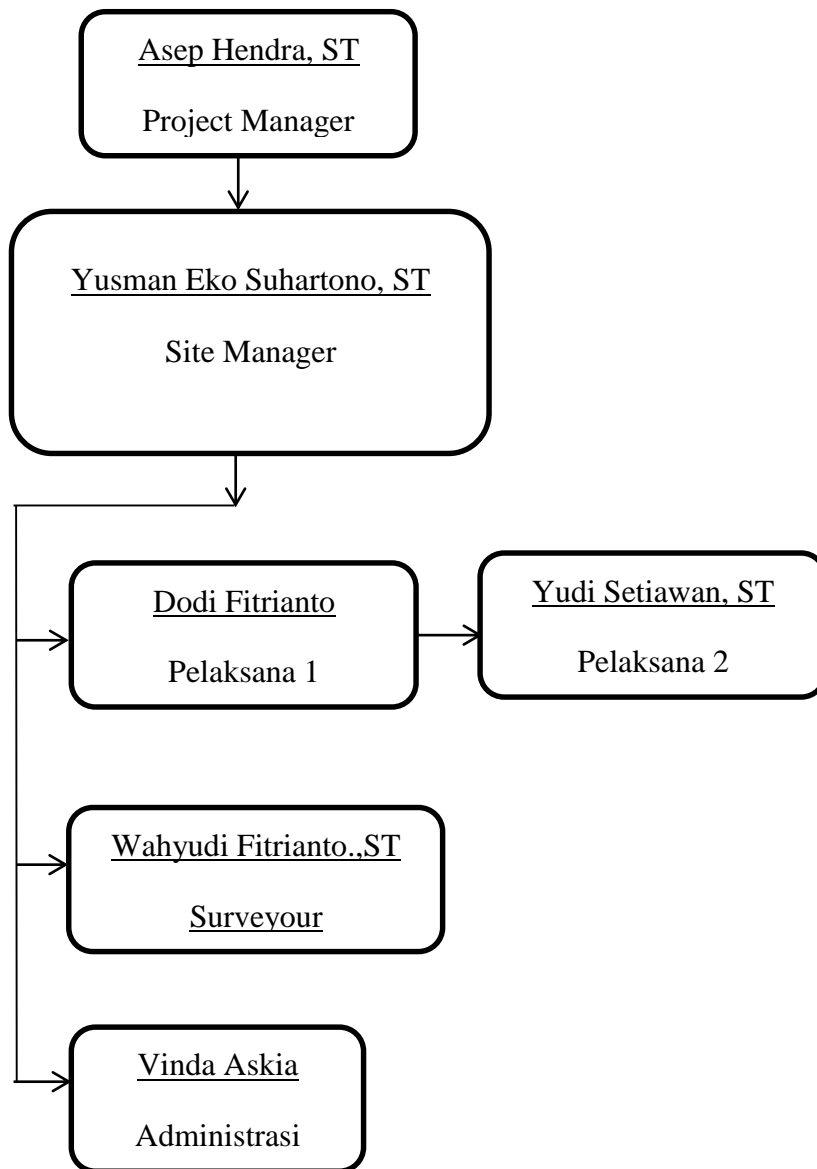 Asep Hendra, ST
Project Manager
Yusman Eko Suhartono, ST
Site Manager
Dodi Fitrianto
Pelaksana 1
Yudi Setiawan, ST
Pelaksana 2
Wahyudi Fitrianto.,ST
Surveyour
Vinda Askia
Administrasi